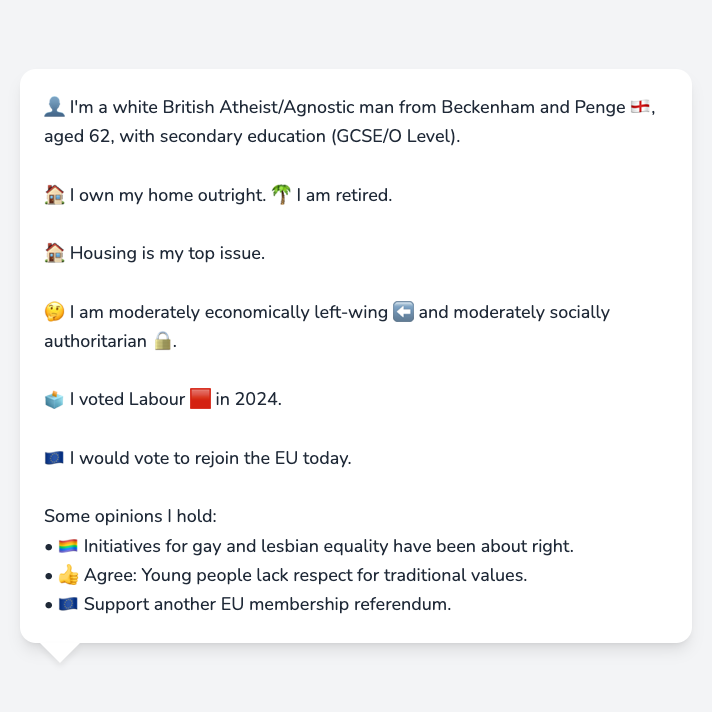 👤 I'm a white British Atheist/Agnostic man from Beckenham and Penge 🏴󠁧󠁢󠁥󠁮󠁧󠁿,
aged 62, with secondary education (GCSE/O Level).
🏠 I own my home outright. 🌴 I am retired.
🏠 Housing is my top issue.
🤔 I am moderately economically left-wing ⬅️ and moderately socially
authoritarian 🔒.
🗳️ I voted Labour 🟥 in 2024.
🇪🇺 I would vote to rejoin the EU today.
Some opinions I hold:
• 🏳️‍🌈 Initiatives for gay and lesbian equality have been about right.
• 👍 Agree: Young people lack respect for traditional values.
• 🇪🇺 Support another EU membership referendum.